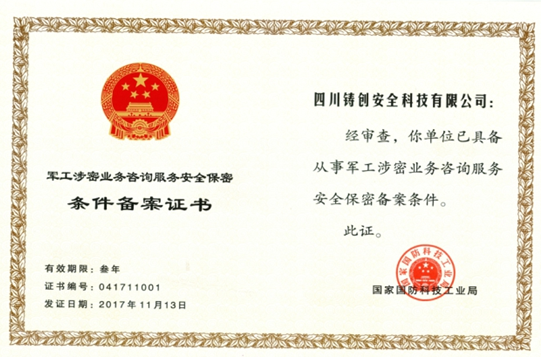 军工涉密业务咨询服务安全保密
条件备案证书
有效期限：叁年
证书编号：041711001
发证日期：2017年11月13日
四川铸创安全科技有限公司：
经审查，你单位已具备
从事军工涉密业务咨询服务
安全保密备案条件。
此证。
国家国防科技工业局
国家国防科技工业局